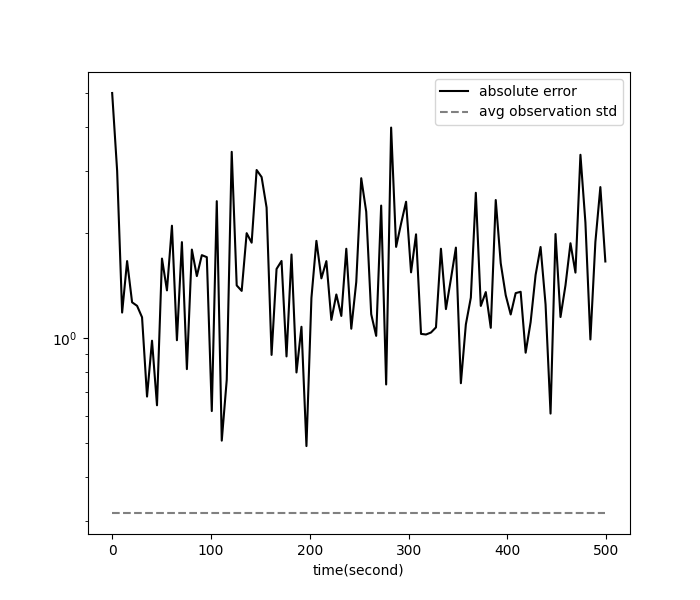 absolute error
avg observation std
10^0
0 100 200 300 400 500
time(second)